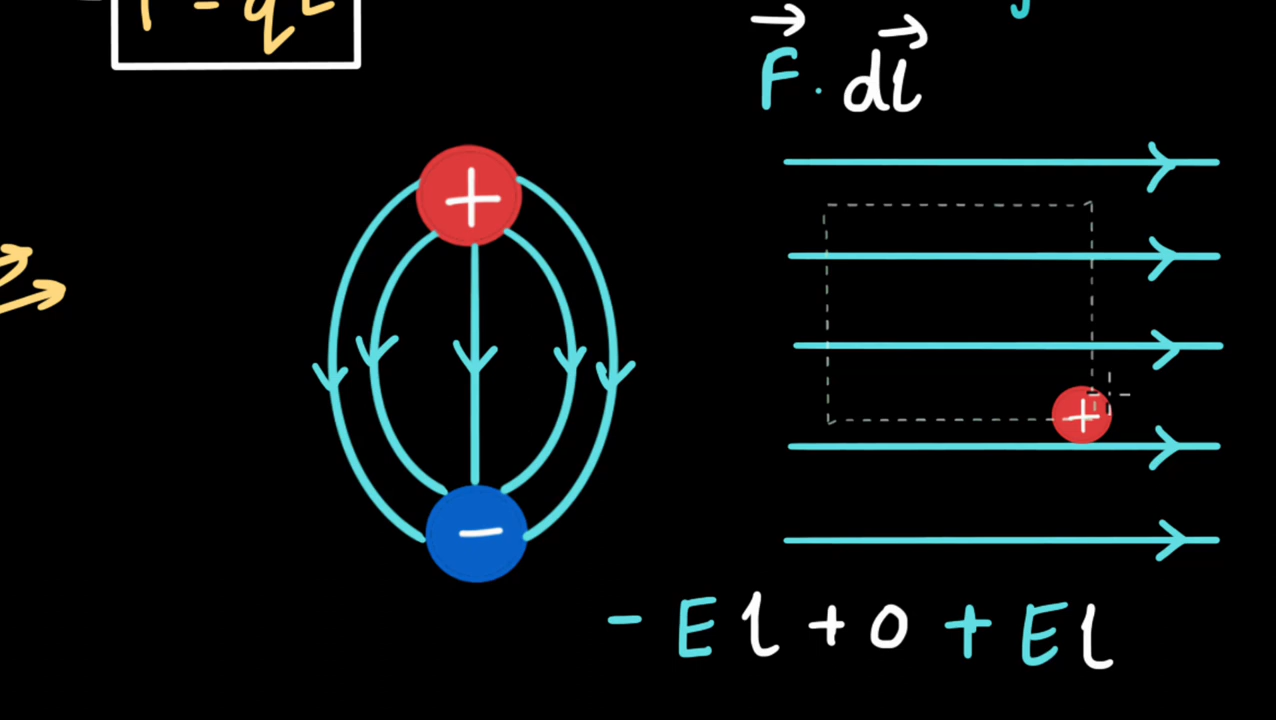 F . dl
+
+
−
- El + 0 + El